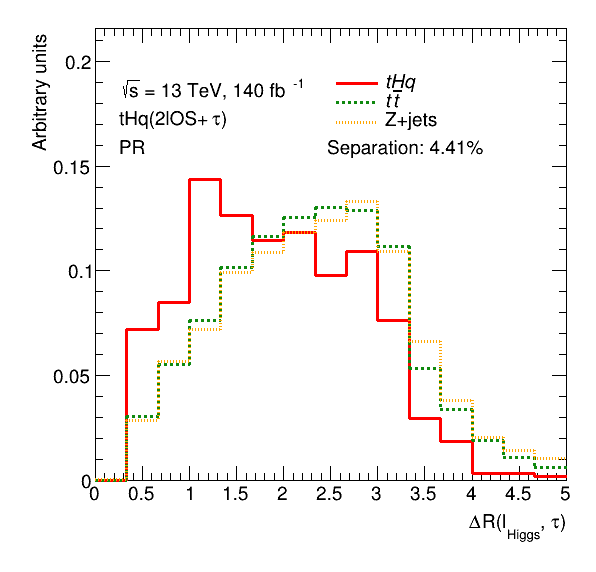 Arbitrary units
0.2
0.15
0.1
0.05
0
√s = 13 TeV, 140 fb⁻¹
tHq(2lOS+ τ)
PR
tHq
tt̅
Z+jets
Separation: 4.41%
0 0.5 1 1.5 2 2.5 3 3.5 4 4.5 5
ΔR(l_Higgs, τ)